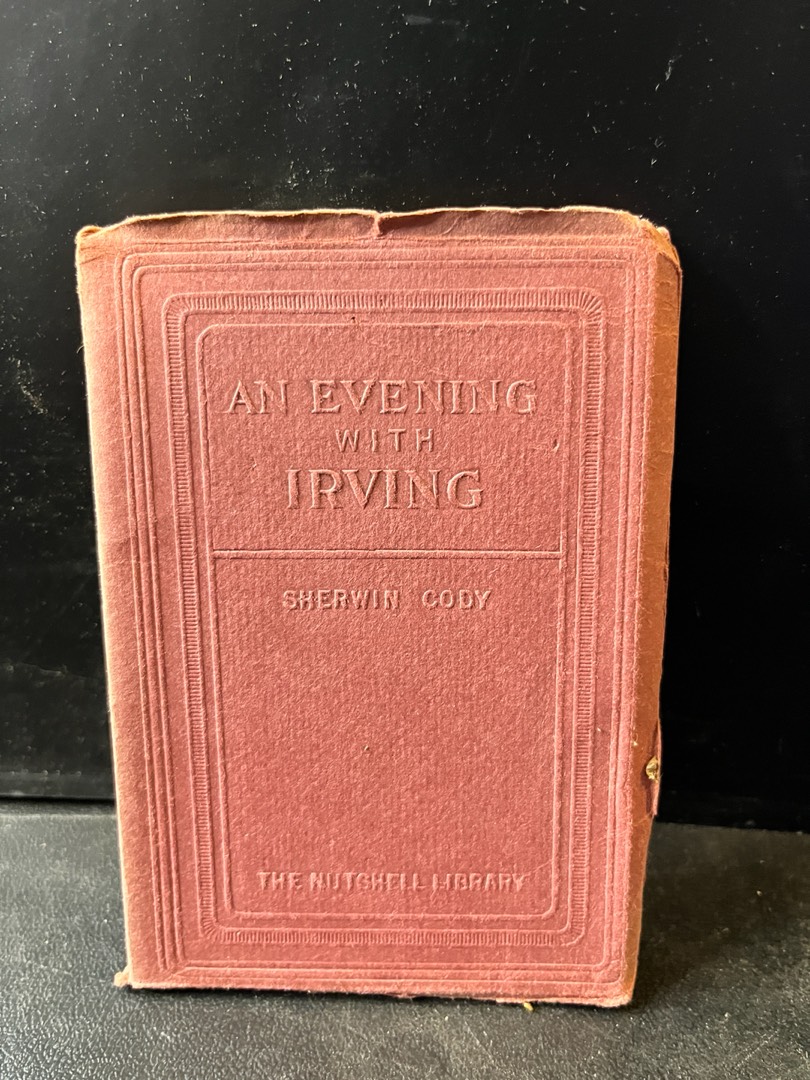 AN EVENING
WITH
IRVING
SHERWIN CODY
THE NUTSHELL LIBRARY